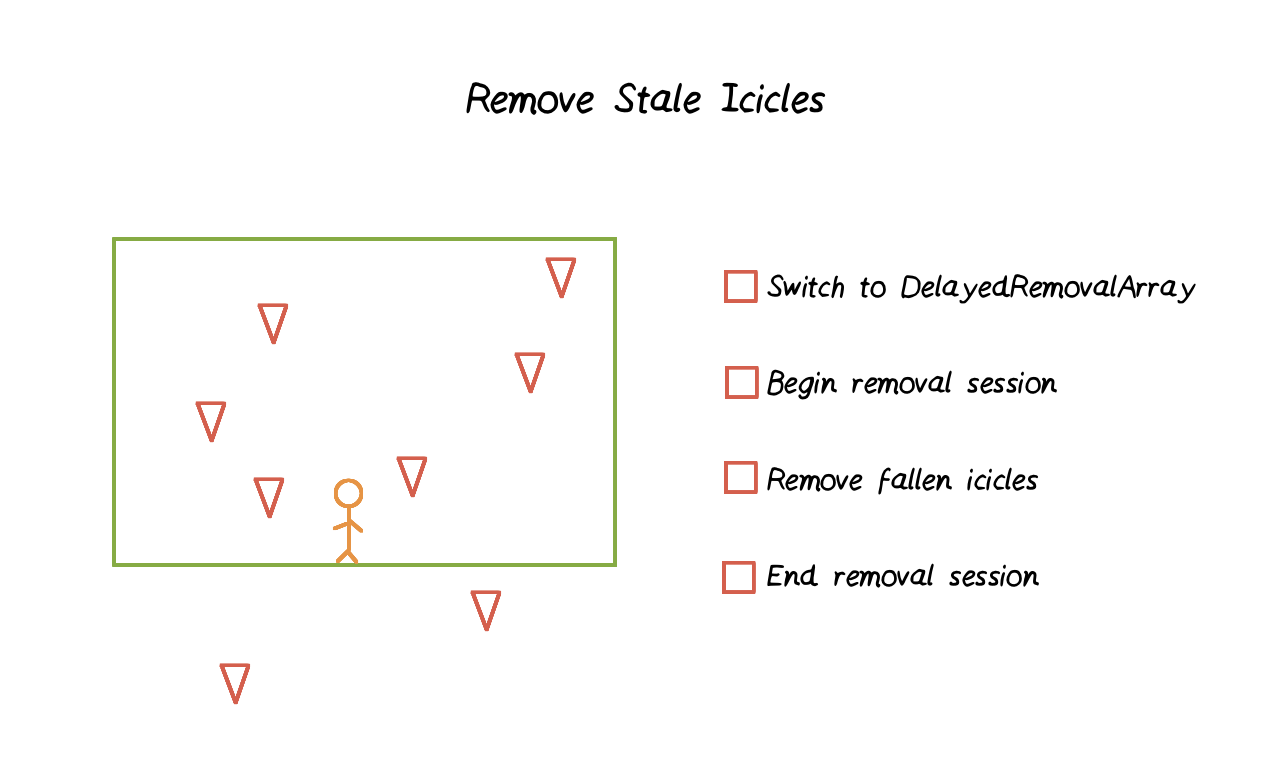 Remove Stale Icicles
Switch to DelayedRemovalArray
Begin removal session
Remove fallen icicles
End removal session